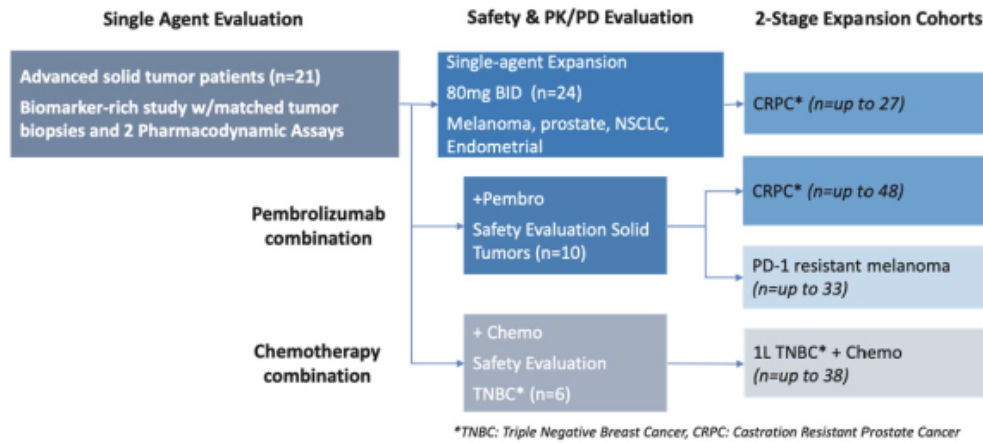 Single Agent Evaluation
Safety & PK/PD Evaluation
2-Stage Expansion Cohorts
Advanced solid tumor patients (n=21)
Biomarker-rich study w/matched tumor
biopsies and 2 Pharmacodynamic Assays
Single-agent Expansion
80mg BID (n=24)
Melanoma, prostate, NSCLC,
Endometrial
CRPC* (n=up to 27)
Pembrolizumab
combination
+Pembro
Safety Evaluation Solid
Tumors (n=10)
CRPC* (n=up to 48)
PD-1 resistant melanoma
(n=up to 33)
Chemotherapy
combination
+ Chemo
Safety Evaluation
TNBC* (n=6)
1L TNBC* + Chemo
(n=up to 38)
*TNBC: Triple Negative Breast Cancer, CRPC: Castration Resistant Prostate Cancer